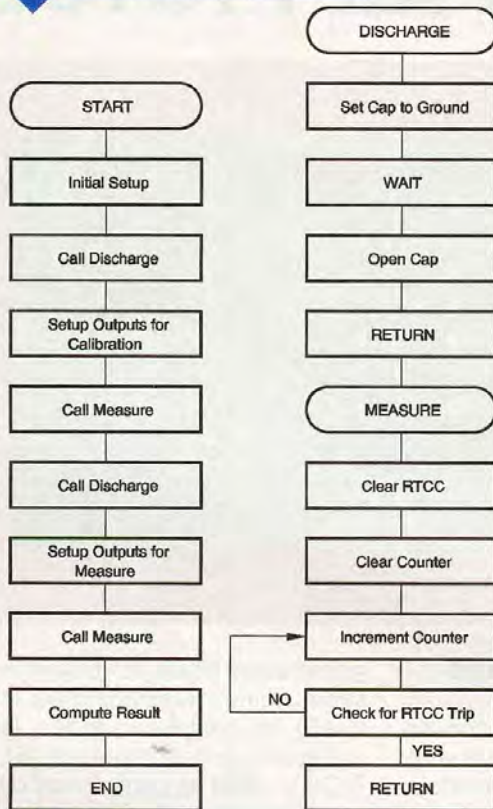 START
Initial Setup
Call Discharge
Setup Outputs for
Calibration
Call Measure
Call Discharge
Setup Outputs for
Measure
Call Measure
Compute Result
END
DISCHARGE
Set Cap to Ground
WAIT
Open Cap
RETURN
MEASURE
Clear RTCC
Clear Counter
Increment Counter
NO
Check for RTCC Trip
YES
RETURN